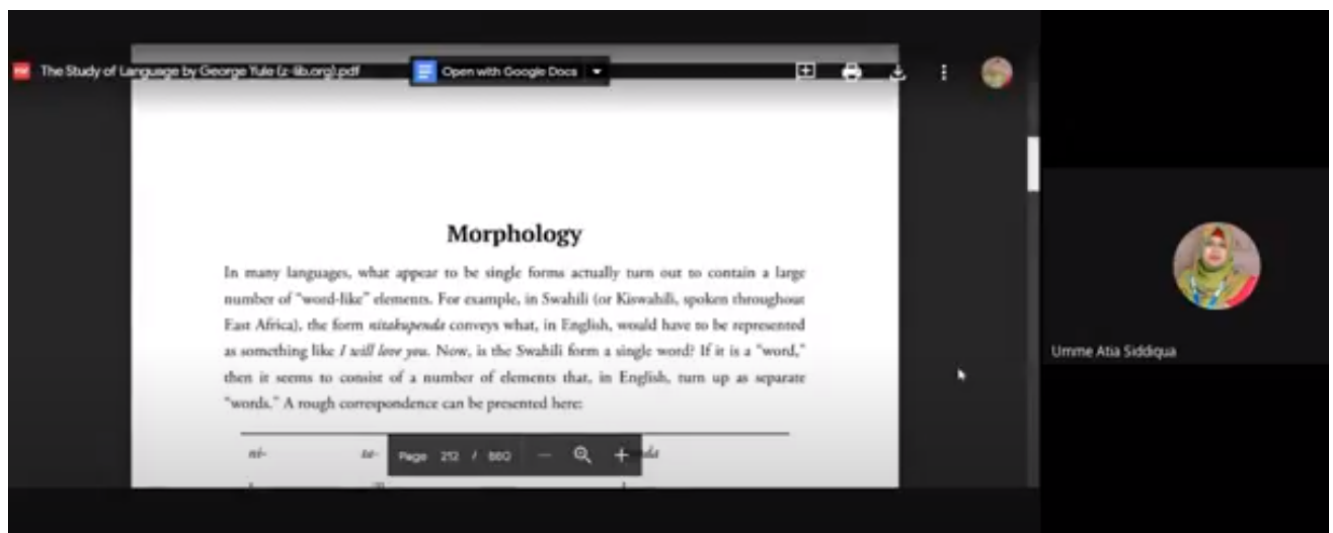 The Study of Language by George Yule (z-lib.org).pdf
Open with Google Docs
Morphology
In many languages, what appear to be single forms actually turn out to contain a large
number of “word-like” elements. For example, in Swahili (or Kiswahili, spoken throughout
East Africa), the form nitakupenda conveys what, in English, would have to be represented
as something like I will love you. Now, is the Swahili form a single word? If it is a “word,”
then it seems to consist of a number of elements that, in English, turn up as separate
“words.” A rough correspondence can be presented here:
ni- ta-
Page 212 / 880
Umme Atia Siddiqua